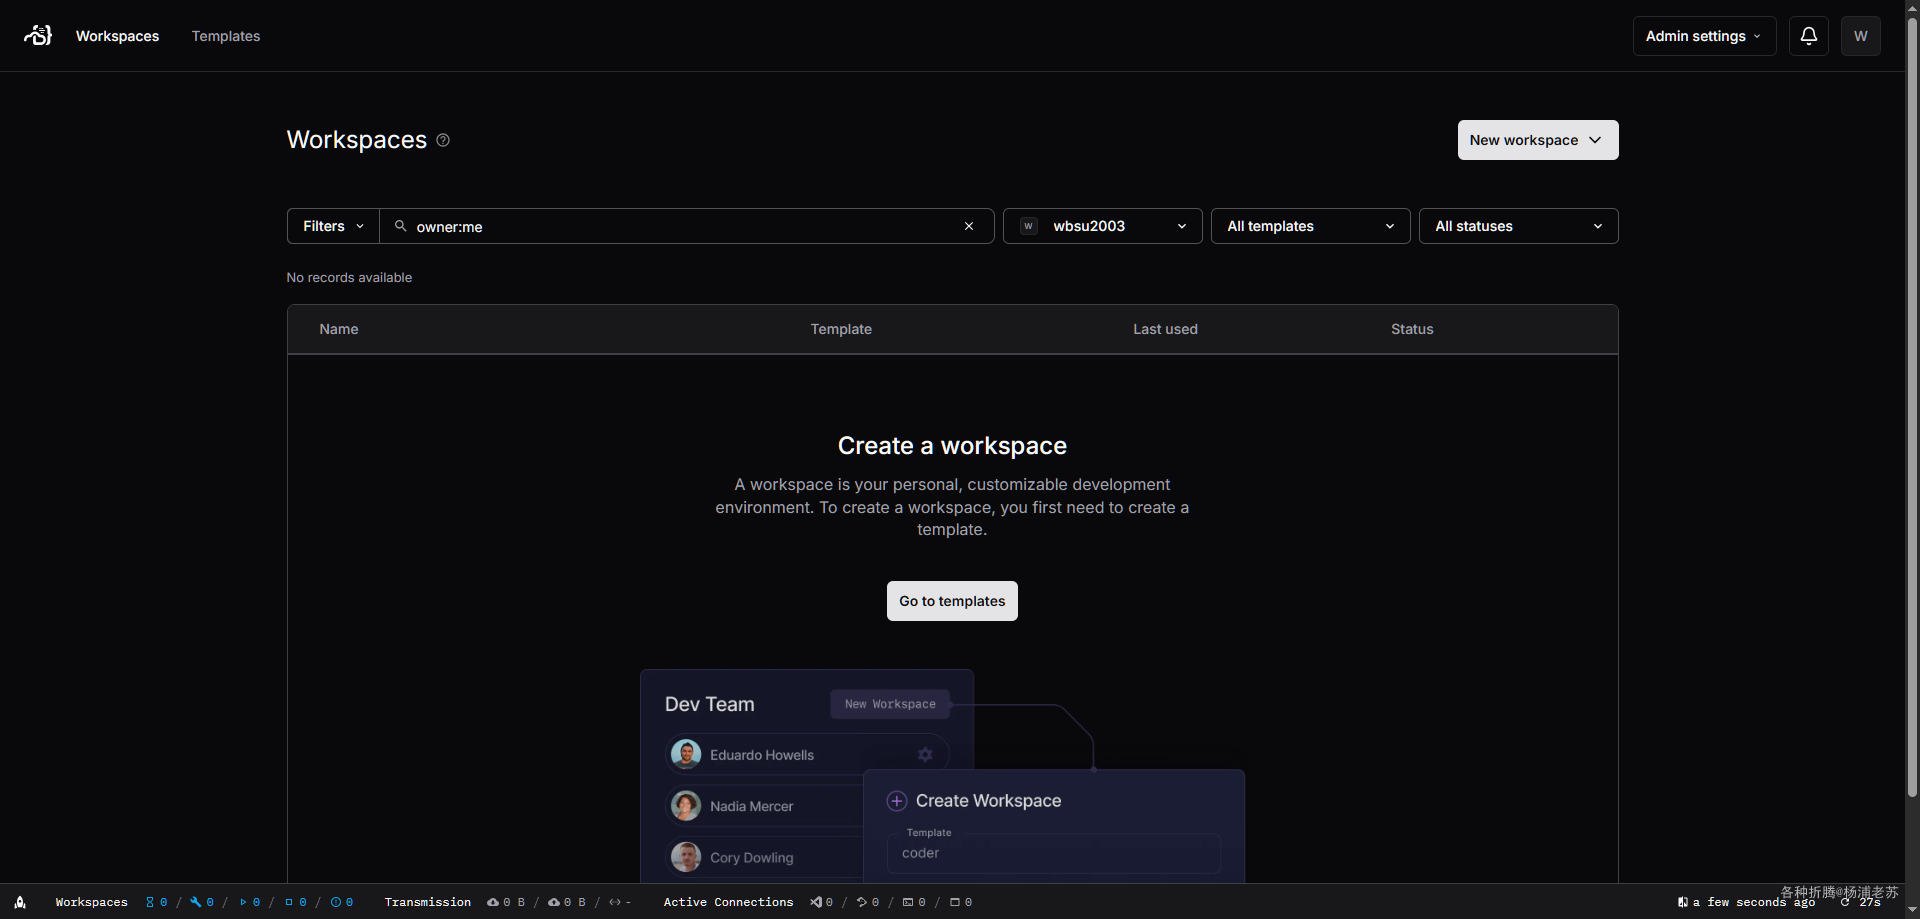 Workspaces Templates Admin settings W
Workspaces New workspace
Filters owner:me W wbsu2003 All templates All statuses
No records available
Name Template Last used Status
Create a workspace
A workspace is your personal, customizable development
environment. To create a workspace, you first need to create a
template.
Go to templates
Dev Team New Workspace
Eduardo Howells
Create Workspace
Nadia Mercer
Template
coder
Cory Dowling
各种折腾@杨浦老苏
Workspaces 0 / 0 / 0 / 0 / 0 Transmission 0 B / 0 B / - Active Connections 0 / 0 / 0 / 0 a few seconds ago 27s